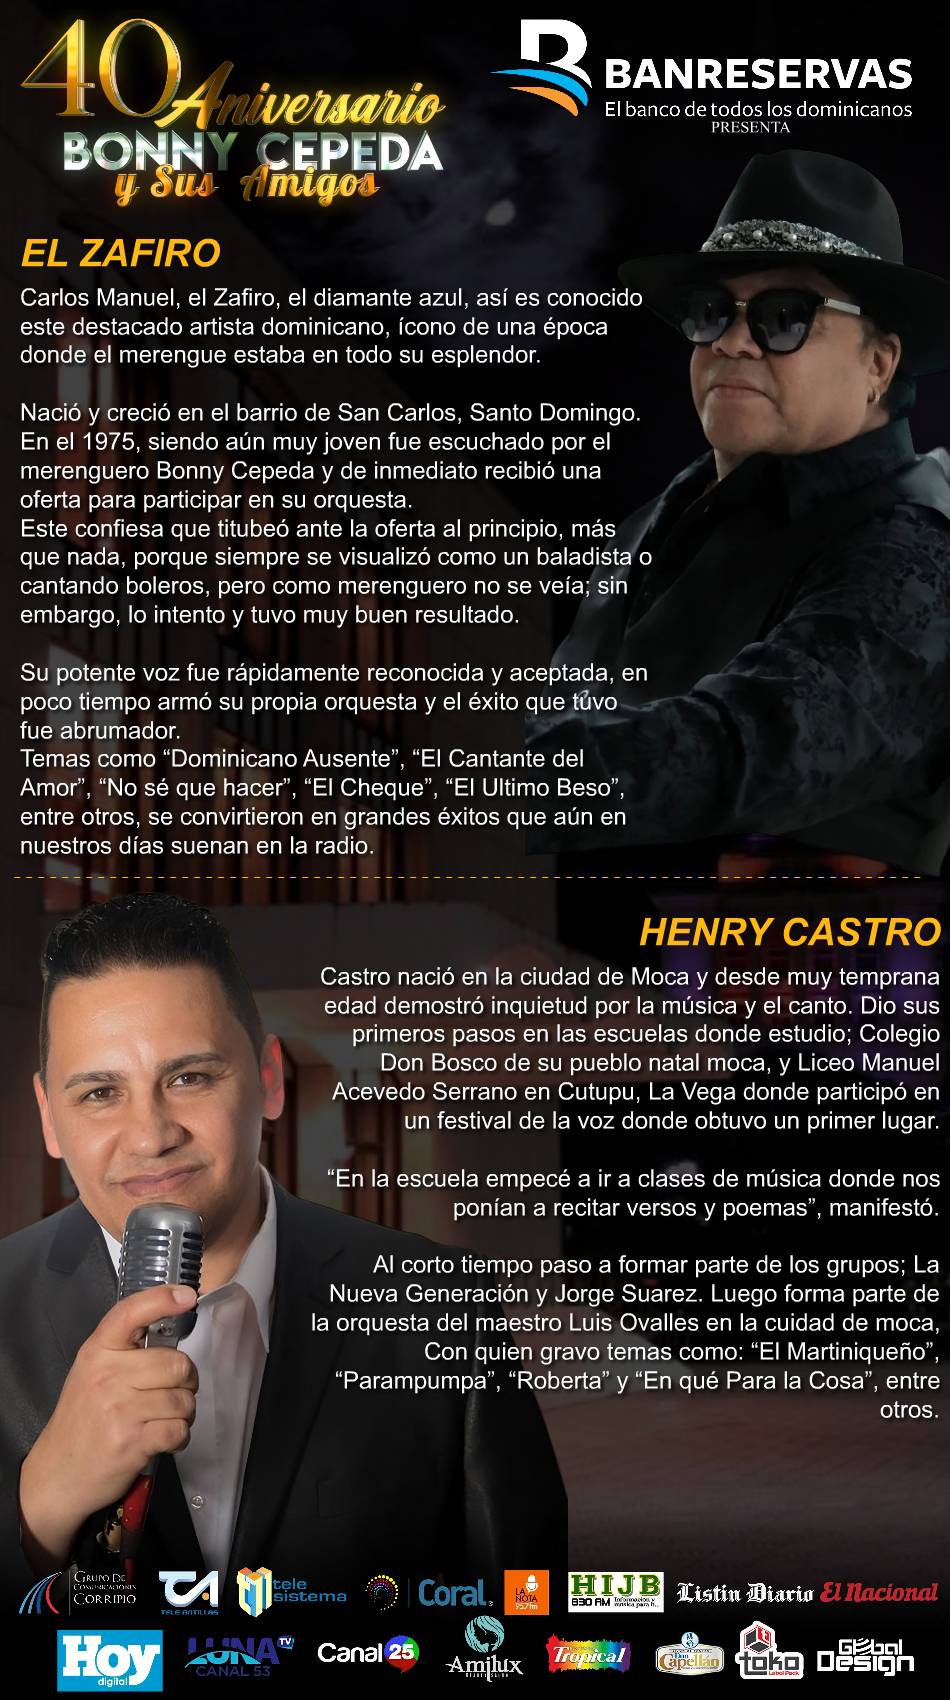 40 Aniversario
BONNY CEPEDA
y Sus Amigos
BANRESERVAS
El banco de todos los dominicanos
PRESENTA
EL ZAFIRO
Carlos Manuel, el Zafiro, el diamante azul, así es conocido
este destacado artista dominicano, ícono de una época
donde el merengue estaba en todo su esplendor.
Nació y creció en el barrio de San Carlos, Santo Domingo.
En el 1975, siendo aún muy joven fue escuchado por el
merenguero Bonny Cepeda y de inmediato recibió una
oferta para participar en su orquesta.
Este confiesa que titubeó ante la oferta al principio, más
que nada, porque siempre se visualizó como un baladista o
cantando boleros, pero como merenguero no se veía; sin
embargo, lo intento y tuvo muy buen resultado.
Su potente voz fue rápidamente reconocida y aceptada, en
poco tiempo armó su propia orquesta y el éxito que tuvo
fue abrumador.
Temas como “Dominicano Ausente”, “El Cantante del
Amor”, “No sé que hacer”, “El Cheque”, “El Ultimo Beso”,
entre otros, se convirtieron en grandes éxitos que aún en
nuestros días suenan en la radio.
HENRY CASTRO
Castro nació en la ciudad de Moca y desde muy temprana
edad demostró inquietud por la música y el canto. Dio sus
primeros pasos en las escuelas donde estudio; Colegio
Don Bosco de su pueblo natal moca, y Liceo Manuel
Acevedo Serrano en Cutupu, La Vega donde participó en
un festival de la voz donde obtuvo un primer lugar.
“En la escuela empecé a ir a clases de música donde nos
ponían a recitar versos y poemas”, manifestó.
Al corto tiempo paso a formar parte de los grupos; La
Nueva Generación y Jorge Suarez. Luego forma parte de
la orquesta del maestro Luis Ovalles en la cuidad de moca,
Con quien gravo temas como: “El Martiniqueño”,
“Parampumpa”, “Roberta” y “En qué Para la Cosa”, entre
otros.
GRUPO DE COMUNICACIONES CORRIPIO
TELE ANTILLAS
tele sistema
Coral
LA NOTA 95.7 fm
HIJB 830 AM Información y música para ti...
Listin Diario
El Nacional
Hoy digital
LUNA TV CANAL 53
Canal 25
Amilux
Tropical
Don Capellán
toko Label Pack
Global Design